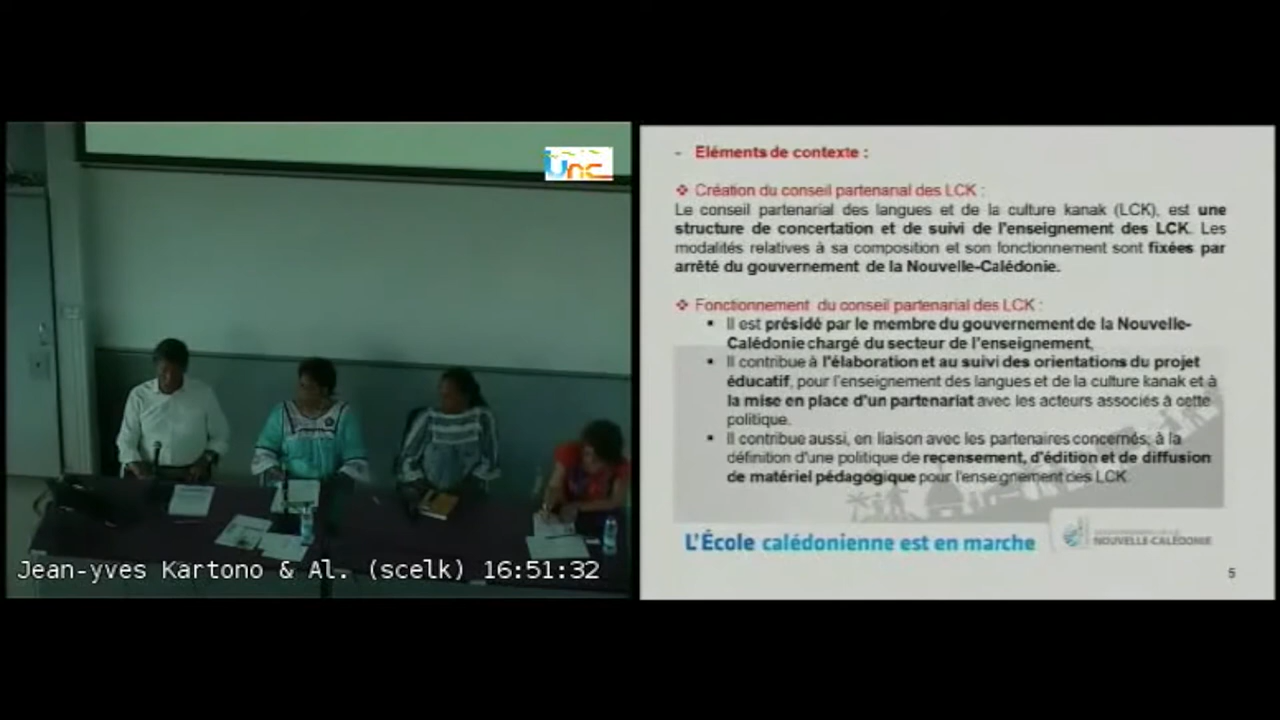 Unc
Jean-yves Kartono & Al. (scelk) 16:51:32
- Eléments de contexte :
❖ Création du conseil partenarial des LCK :
Le conseil partenarial des langues et de la culture kanak (LCK), est une
structure de concertation et de suivi de l'enseignement des LCK. Les
modalités relatives à sa composition et son fonctionnement sont fixées par
arrêté du gouvernement de la Nouvelle-Calédonie.
❖ Fonctionnement du conseil partenarial des LCK :
▪ Il est présidé par le membre du gouvernement de la Nouvelle-
Calédonie chargé du secteur de l'enseignement,
▪ Il contribue à l'élaboration et au suivi des orientations du projet
éducatif, pour l'enseignement des langues et de la culture kanak et à
la mise en place d'un partenariat avec les acteurs associés à cette
politique.
▪ Il contribue aussi, en liaison avec les partenaires concernés, à la
définition d'une politique de recensement, d'édition et de diffusion
de matériel pédagogique pour l'enseignement des LCK.
L'École calédonienne est en marche
NOUVELLE-CALÉDONIE
5